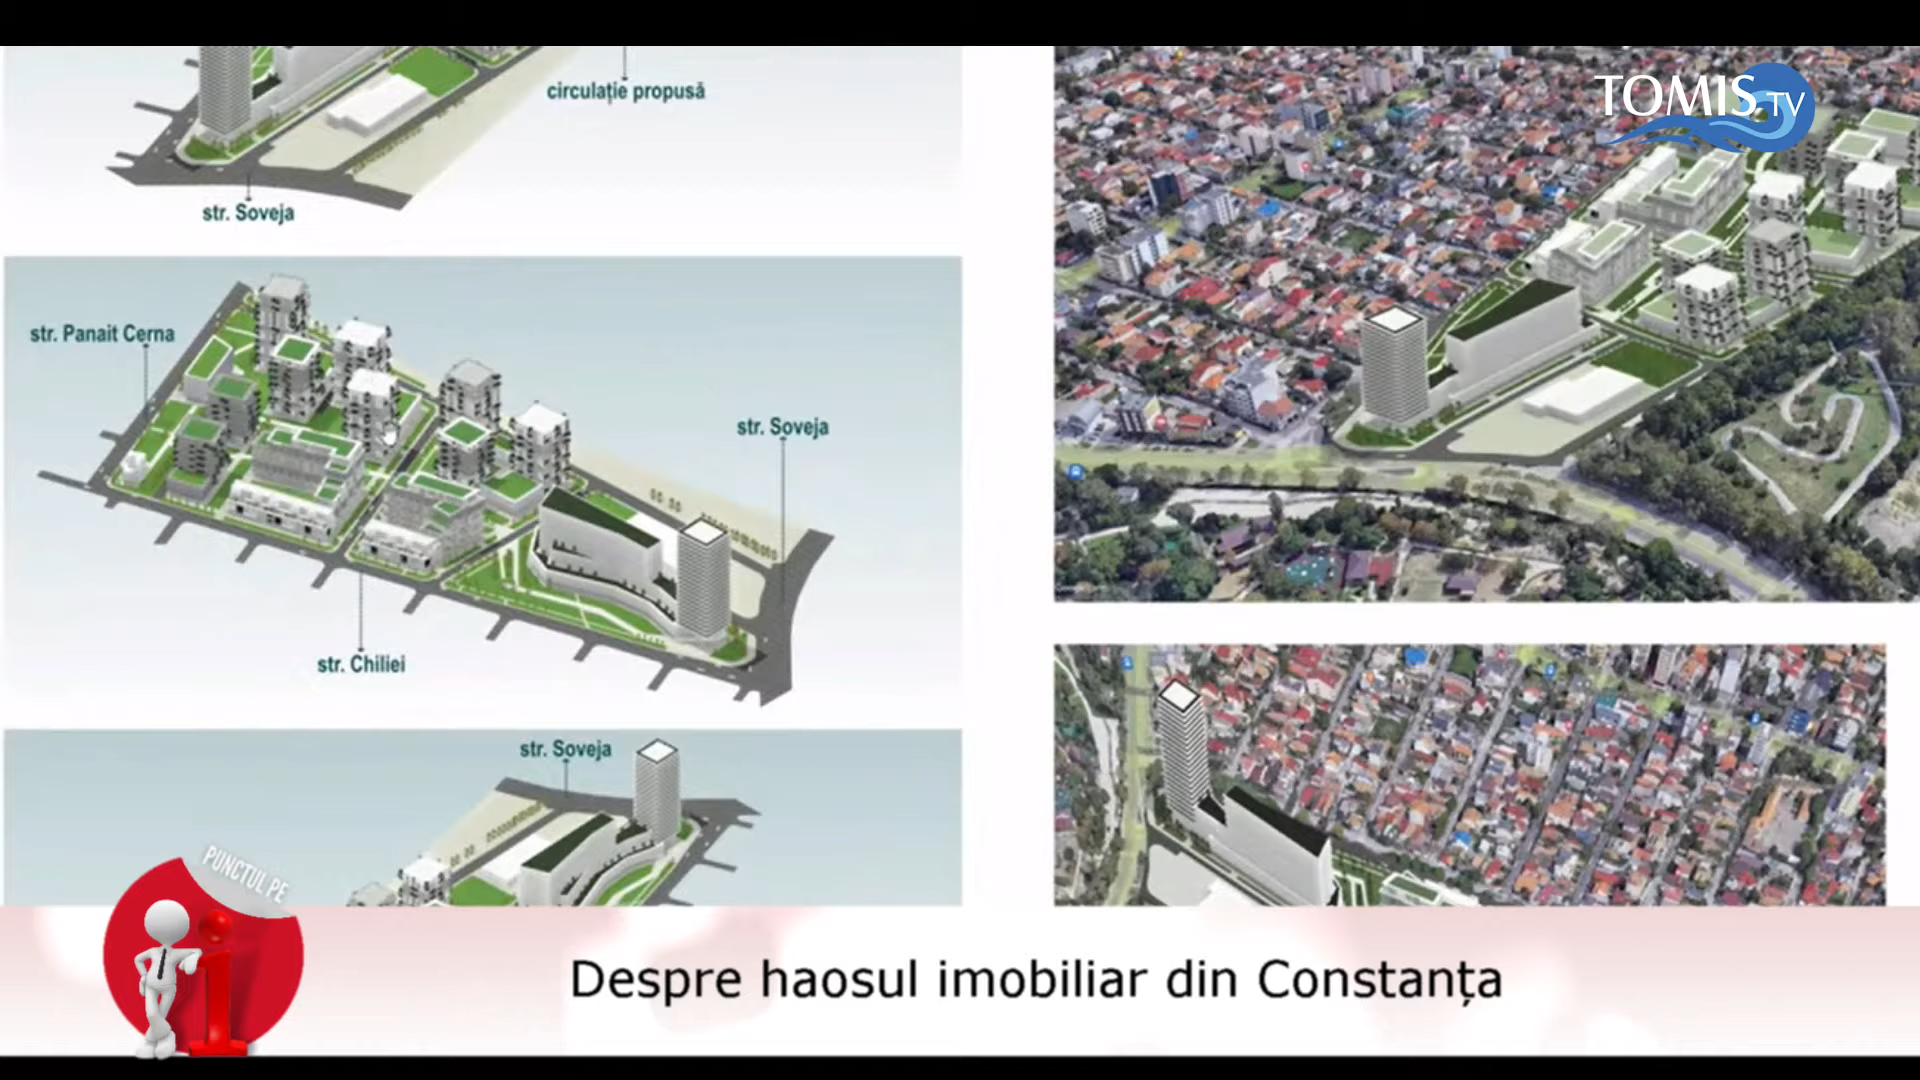 circulație propusă
TOMIS TV
str. Soveja
str. Panait Cerna
str. Soveja
str. Chiliei
str. Soveja
PUNCTUL PE
i
Despre haosul imobiliar din Constanța